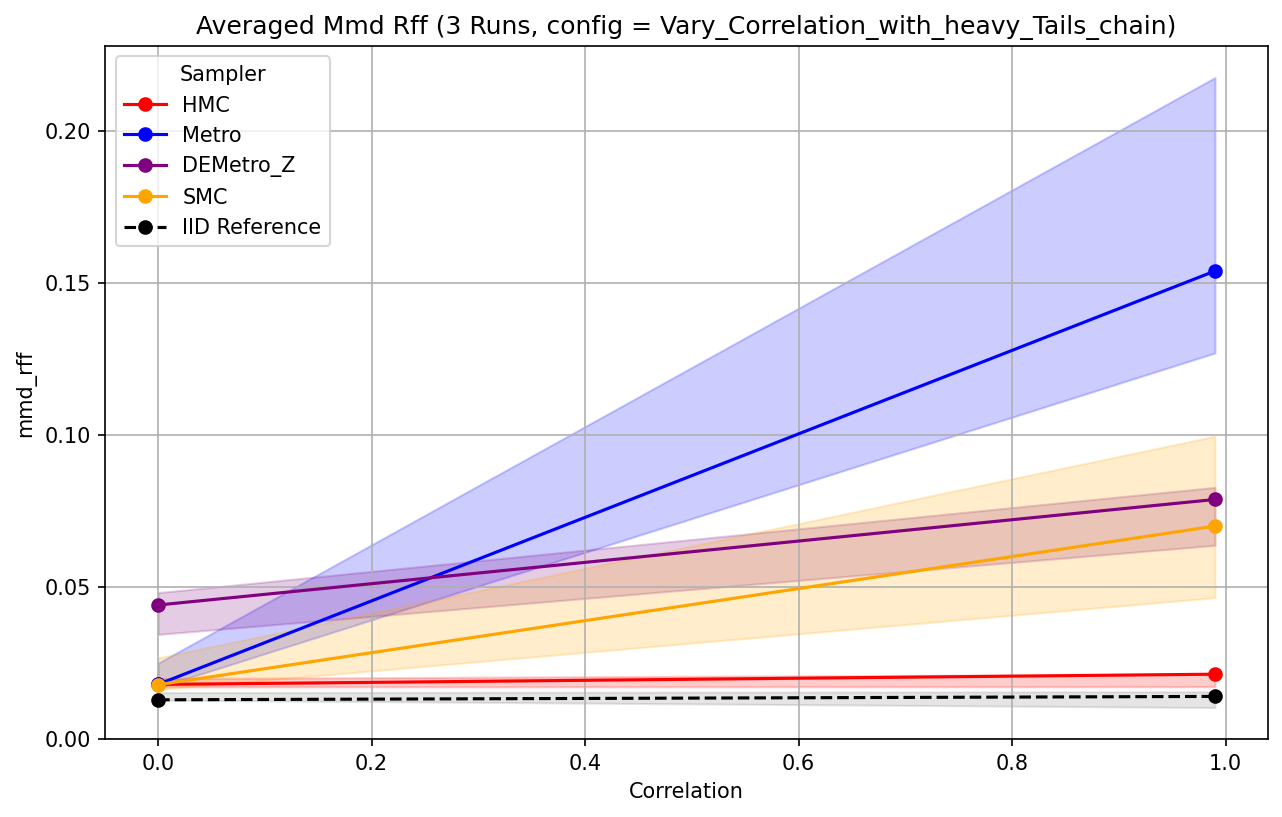 Averaged Mmd Rff (3 Runs, config = Vary_Correlation_with_heavy_Tails_chain)
Sampler
HMC
Metro
DEMetro_Z
SMC
IID Reference
mmd_rff
0.20
0.15
0.10
0.05
0.00
0.0 0.2 0.4 0.6 0.8 1.0
Correlation